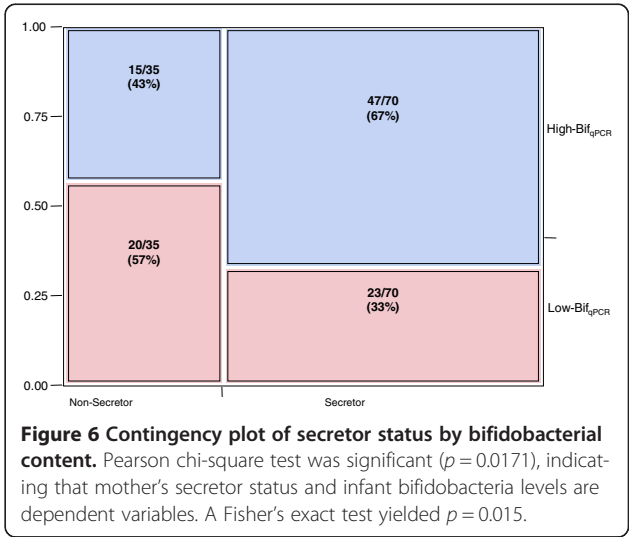 1.00
15/35
(43%)
47/70
(67%)
0.75
High-BifqPCR
0.50
20/35
(57%)
23/70
(33%)
0.25
Low-BifqPCR
0.00
Non-Secretor
Secretor
Figure 6 Contingency plot of secretor status by bifidobacterial
content. Pearson chi-square test was significant (p = 0.0171), indicat-
ing that mother's secretor status and infant bifidobacteria levels are
dependent variables. A Fisher's exact test yielded p = 0.015.